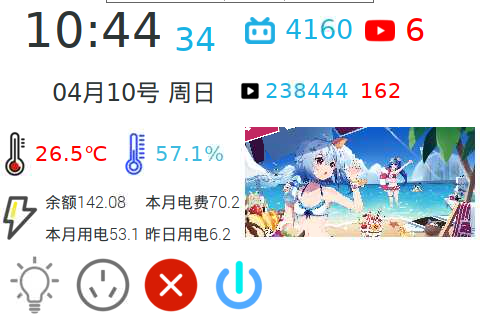 10:44 34 4160 6
04月10号 周日 238444 162
26.5℃ 57.1%
余额142.08 本月电费70.2
本月用电53.1 昨日用电6.2